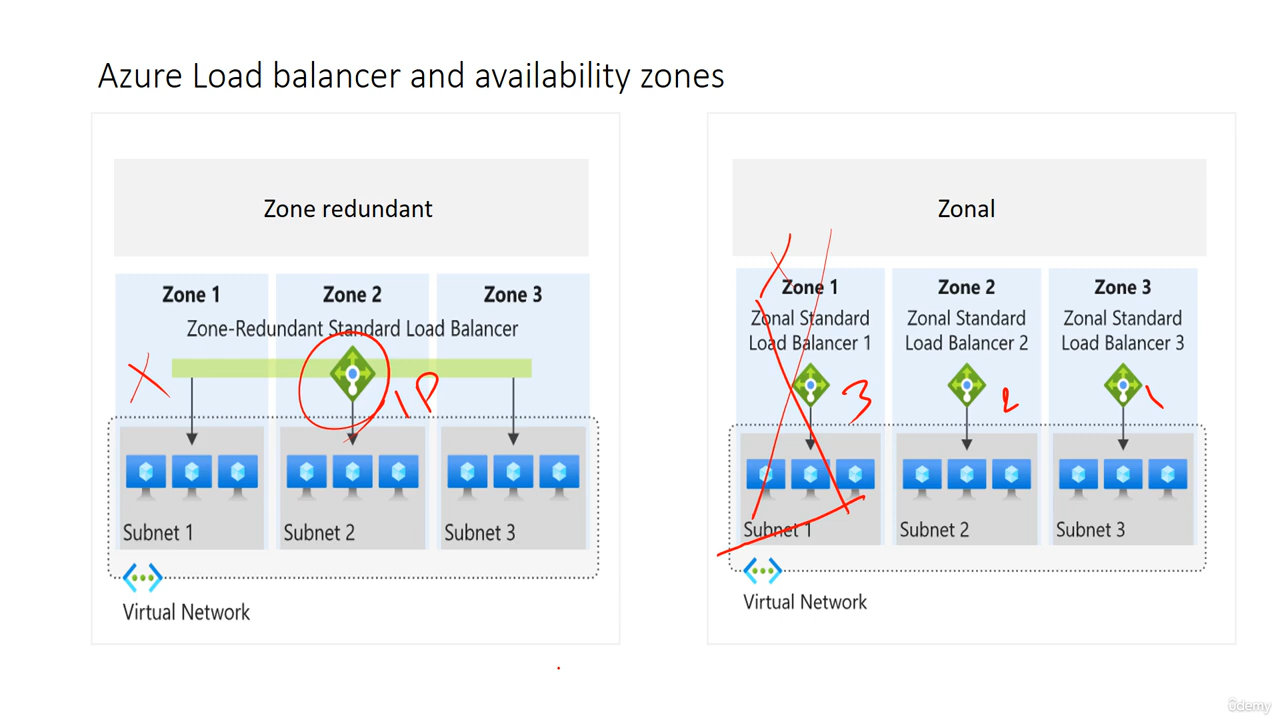 Azure Load balancer and availability zones
Zone redundant
Zone 1
Zone 2
Zone 3
Zone-Redundant Standard Load Balancer
X
IP
Subnet 1
Subnet 2
Subnet 3
Virtual Network
Zonal
Zone 1
Zonal Standard
Load Balancer 1
Zone 2
Zonal Standard
Load Balancer 2
Zone 3
Zonal Standard
Load Balancer 3
3
2
1
Subnet 1
Subnet 2
Subnet 3
Virtual Network
ûdemy